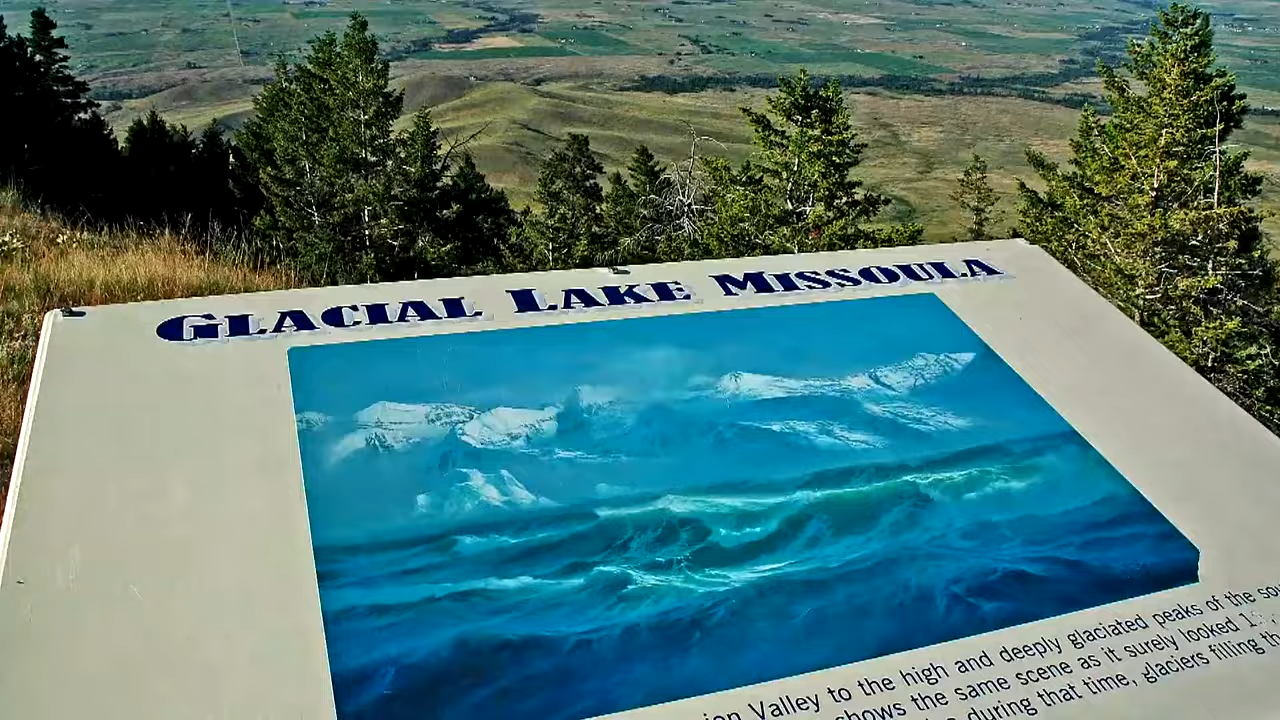 GLACIAL LAKE MISSOULA
Valley to the high and deeply glaciated peaks of the
shows the same scene as it surely looked
during that time, glaciers filling